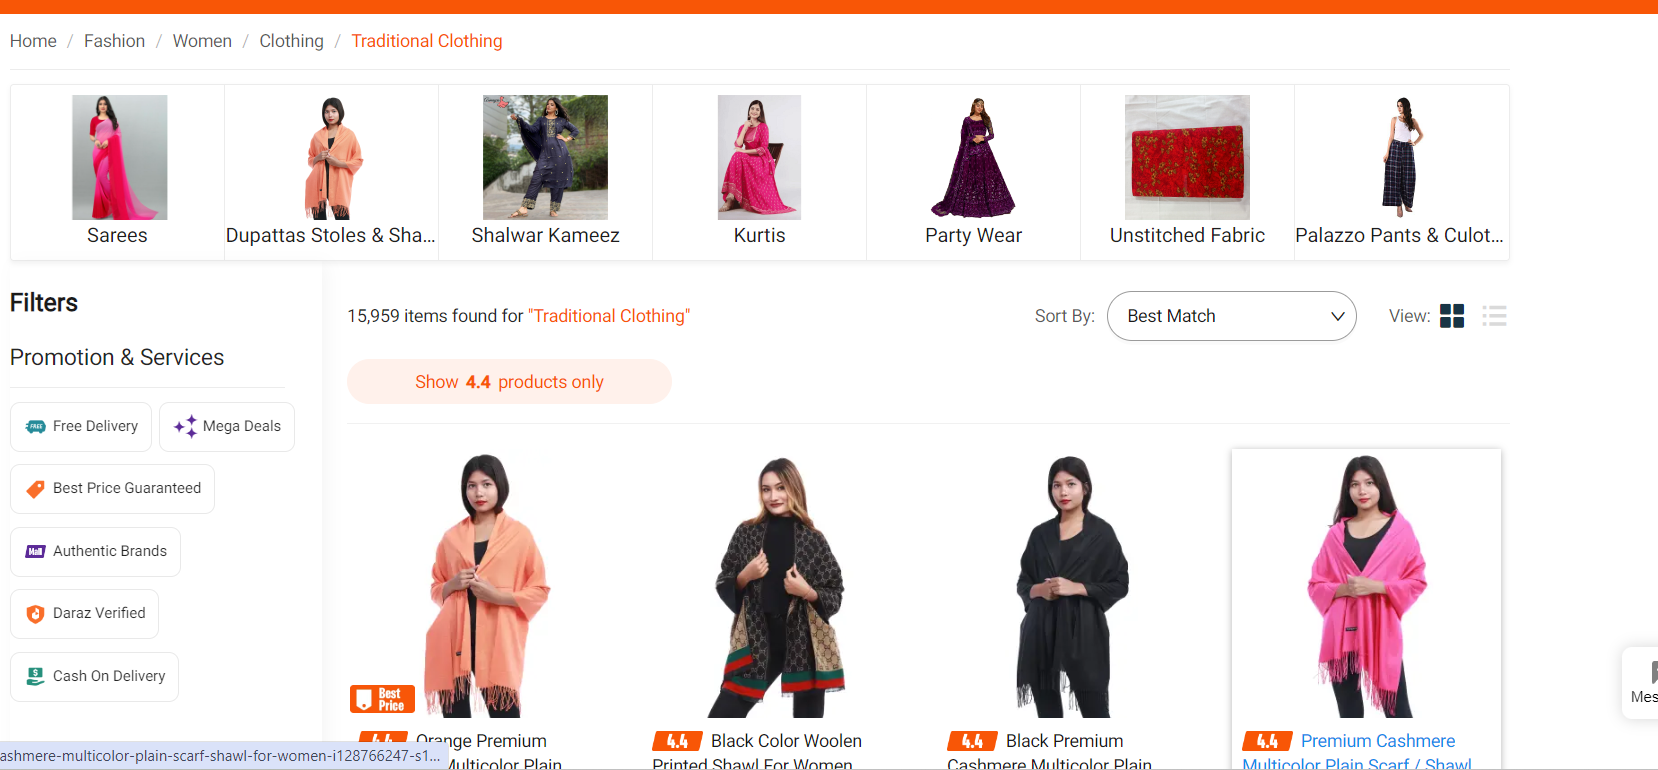 Home / Fashion / Women / Clothing / Traditional Clothing
Sarees
Dupattas Stoles & Sha...
Shalwar Kameez
Kurtis
Party Wear
Unstitched Fabric
Palazzo Pants & Culot...
Filters
15,959 items found for "Traditional Clothing"
Sort By:
Best Match
View:
Promotion & Services
Show 4.4 products only
FREE Free Delivery
Mega Deals
Best Price Guaranteed
Mall Authentic Brands
Daraz Verified
$ Cash On Delivery
Best
Price
Mes
4.4 Orange Premium
Multicolor Plain
4.4 Black Color Woolen
Printed Shawl For Women
4.4 Black Premium
Cashmere Multicolor Plain
4.4 Premium Cashmere
Multicolor Plain Scarf / Shawl
ashmere-multicolor-plain-scarf-shawl-for-women-i128766247-s1...